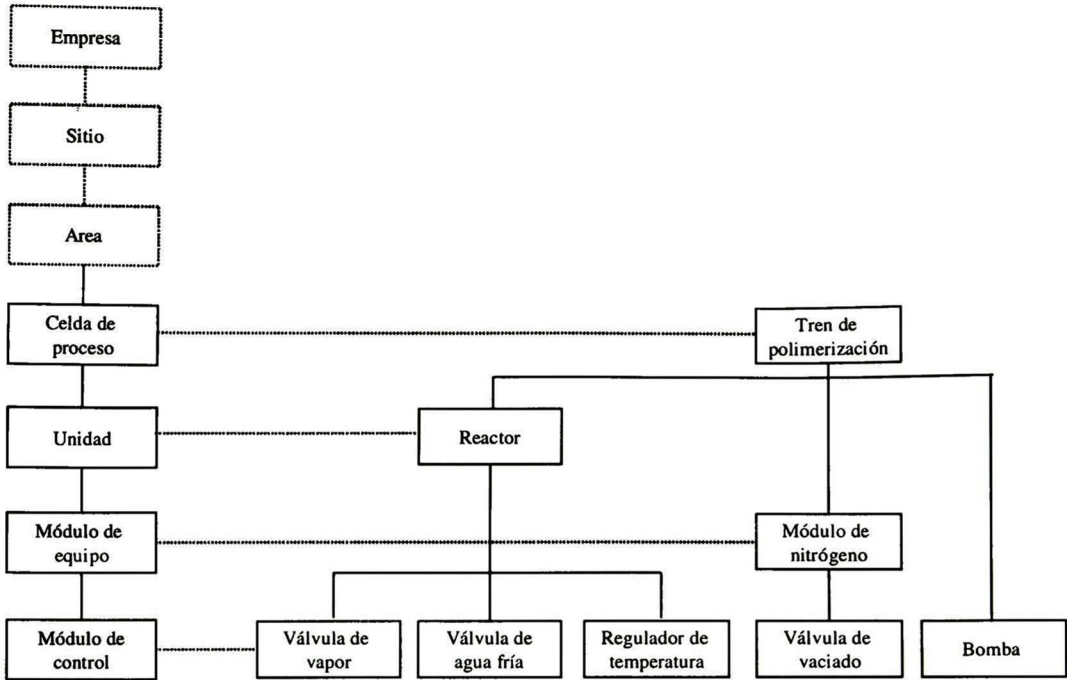 Empresa
Sitio
Area
Celda de
proceso
Tren de
polimerización
Unidad
Reactor
Módulo de
equipo
Módulo de
nitrógeno
Módulo de
control
Válvula de
vapor
Válvula de
agua fría
Regulador de
temperatura
Válvula de
vaciado
Bomba